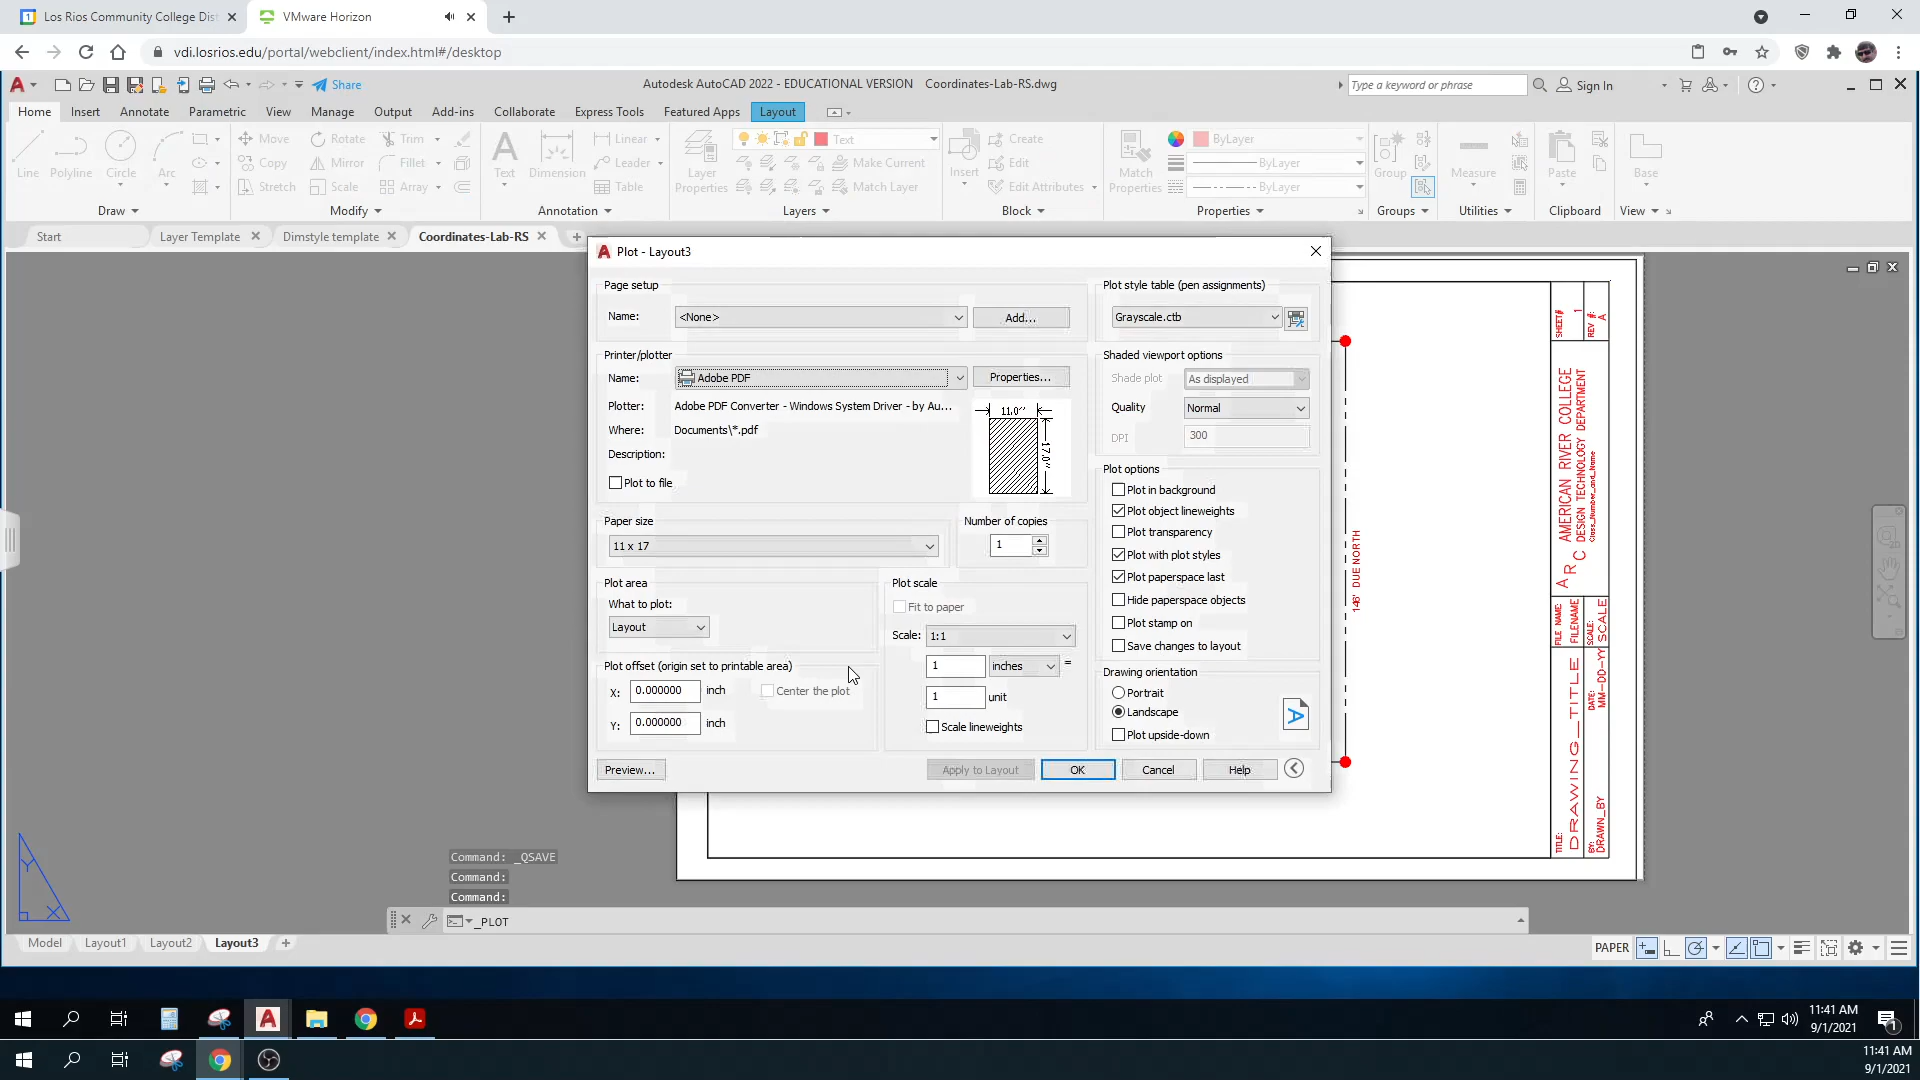 Los Rios Community College Dist
VMware Horizon
vdi.losrios.edu/portal/webclient/index.html#/desktop
Share
Autodesk AutoCAD 2022 - EDUCATIONAL VERSION Coordinates-Lab-RS.dwg
Type a keyword or phrase
Sign In
Home Insert Annotate Parametric View Manage Output Add-ins Collaborate Express Tools Featured Apps Layout
Line Polyline Circle Arc
Move Rotate Trim
Copy Mirror Fillet
Stretch Scale Array
Text Dimension
Linear
Leader
Table
Layer Properties
Text
Make Current
Match Layer
Insert
Create
Edit
Edit Attributes
Match Properties
ByLayer
ByLayer
ByLayer
Group
Measure
Paste
Base
Draw Modify Annotation Layers Block Properties Groups Utilities Clipboard View
Start Layer Template Dimstyle template Coordinates-Lab-RS
Plot - Layout3
Page setup
Name: <None> Add...
Printer/plotter
Name: Adobe PDF Properties...
Plotter: Adobe PDF Converter - Windows System Driver - by Au...
Where: Documents\*.pdf
Description:
Plot to file
11.0″
17.0″
Paper size
11 x 17
Number of copies
1
Plot area
What to plot:
Layout
Plot offset (origin set to printable area)
X: 0.000000 inch
Center the plot
Y: 0.000000 inch
Plot scale
Fit to paper
Scale: 1:1
1 inches =
1 unit
Scale lineweights
Plot style table (pen assignments)
Grayscale.ctb
Shaded viewport options
Shade plot As displayed
Quality Normal
DPI 300
Plot options
Plot in background
Plot object lineweights
Plot transparency
Plot with plot styles
Plot paperspace last
Hide paperspace objects
Plot stamp on
Save changes to layout
Drawing orientation
Portrait
Landscape
Plot upside-down
A
Preview... Apply to Layout OK Cancel Help
146' DUE NORTH
SHEET#
1
REV #:
A
AMERICAN RIVER COLLEGE
DESIGN TECHNOLOGY DEPARTMENT
Class_Number_and_Name
A R C
FILE NAME:
FILENAME
SCALE:
SCALE
TITLE:
DRAWING_TITLE
DATE:
MM-DD-YY
BY:
DRAWN_BY
Y
X
Command: _QSAVE
Command:
Command:
_PLOT
Model Layout1 Layout2 Layout3
PAPER
11:41 AM
9/1/2021
1
11:41 AM
9/1/2021